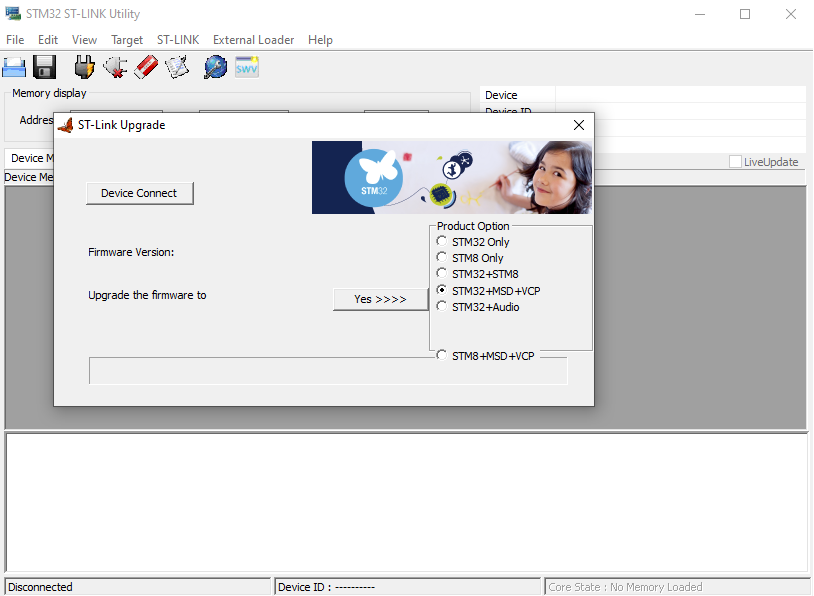 STM32 ST-LINK Utility
File Edit View Target ST-LINK External Loader Help
SWV
Memory display
Device
Addres
Device ID
ST-Link Upgrade
Device M
LiveUpdate
Device Me
STM32
Device Connect
Product Option
STM32 Only
Firmware Version:
STM8 Only
STM32+STM8
Upgrade the firmware to
Yes >>>>
STM32+MSD+VCP
STM32+Audio
STM8+MSD+VCP
Disconnected
Device ID : ----------
Core State : No Memory Loaded